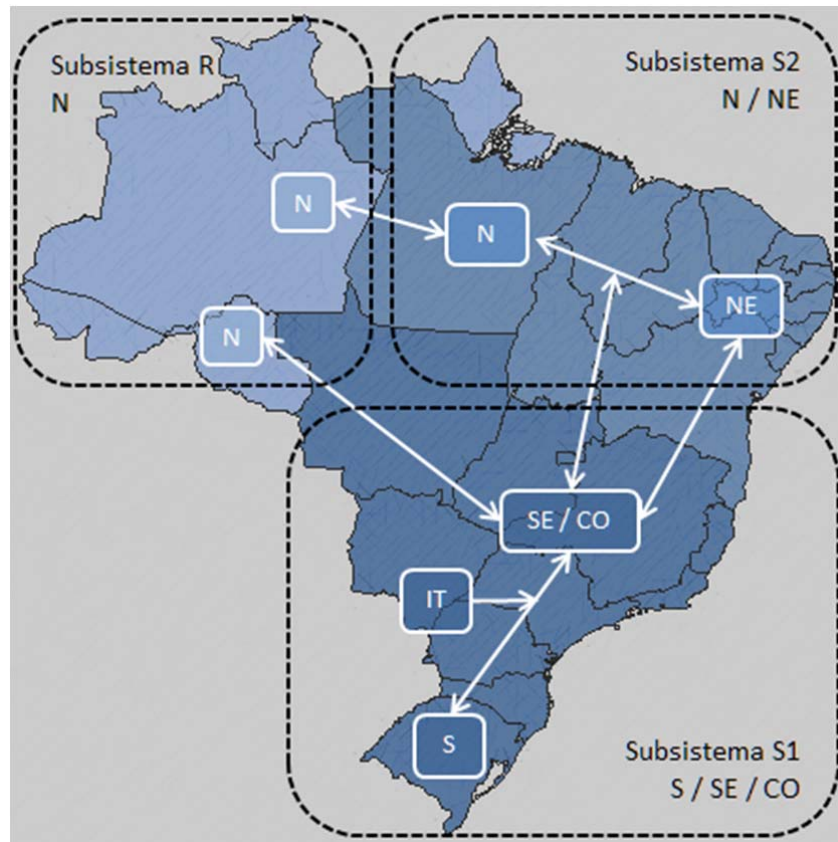 Subsistema R
N
Subsistema S2
N / NE
N
N
NE
N
SE / CO
IT
S
Subsistema S1
S / SE / CO